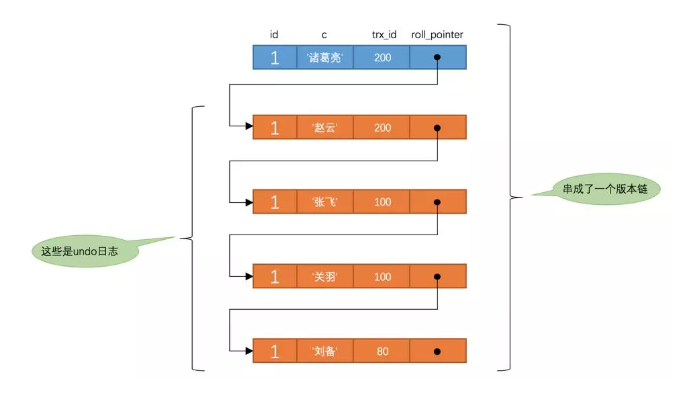 id c trx_id roll_pointer
1 '诸葛亮' 200
1 '赵云' 200
1 '张飞' 100
串成了一个版本链
这些是undo日志
1 '关羽' 100
1 '刘备' 80